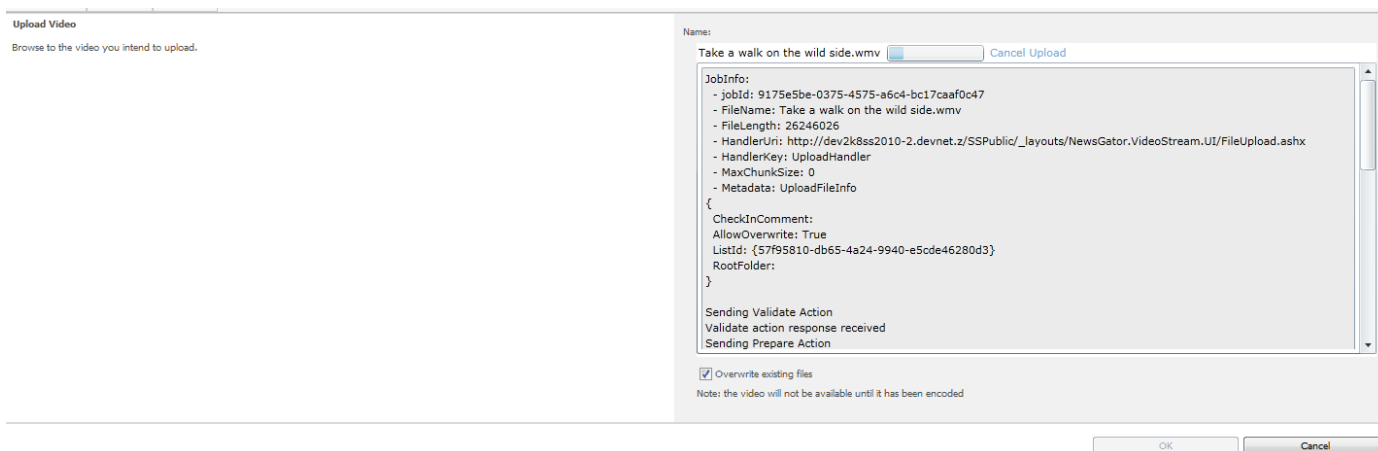 Upload Video
Browse to the video you intend to upload.
Name:
Take a walk on the wild side.wmv Cancel Upload
JobInfo:
- jobId: 9175e5be-0375-4575-a6c4-bc17caaf0c47
- FileName: Take a walk on the wild side.wmv
- FileLength: 26246026
- HandlerUri: http://dev2k8ss2010-2.devnet.z/SSPublic/_layouts/NewsGator.VideoStream.UI/FileUpload.ashx
- HandlerKey: UploadHandler
- MaxChunkSize: 0
- Metadata: UploadFileInfo
{
CheckInComment:
AllowOverwrite: True
ListId: {57f95810-db65-4a24-9940-e5cde46280d3}
RootFolder:
}
Sending Validate Action
Validate action response received
Sending Prepare Action
Overwrite existing files
Note: the video will not be available until it has been encoded
OK Cancel